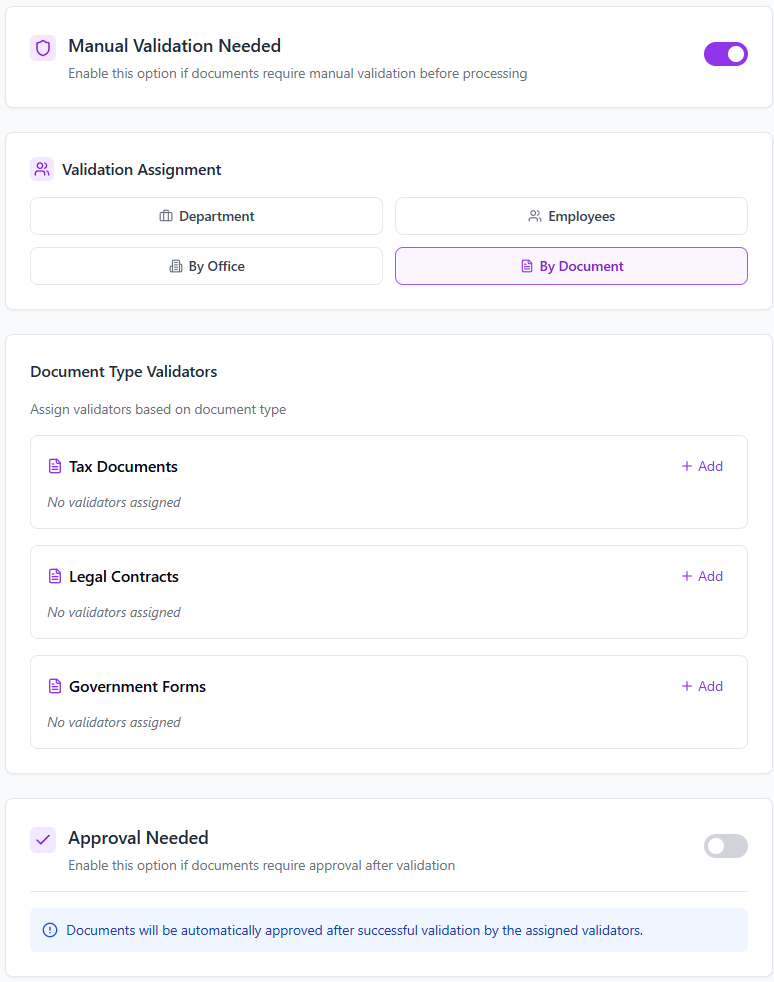 Manual Validation Needed
Enable this option if documents require manual validation before processing
Validation Assignment
Department
Employees
By Office
By Document
Document Type Validators
Assign validators based on document type
Tax Documents
+ Add
No validators assigned
Legal Contracts
+ Add
No validators assigned
Government Forms
+ Add
No validators assigned
Approval Needed
Enable this option if documents require approval after validation
Documents will be automatically approved after successful validation by the assigned validators.